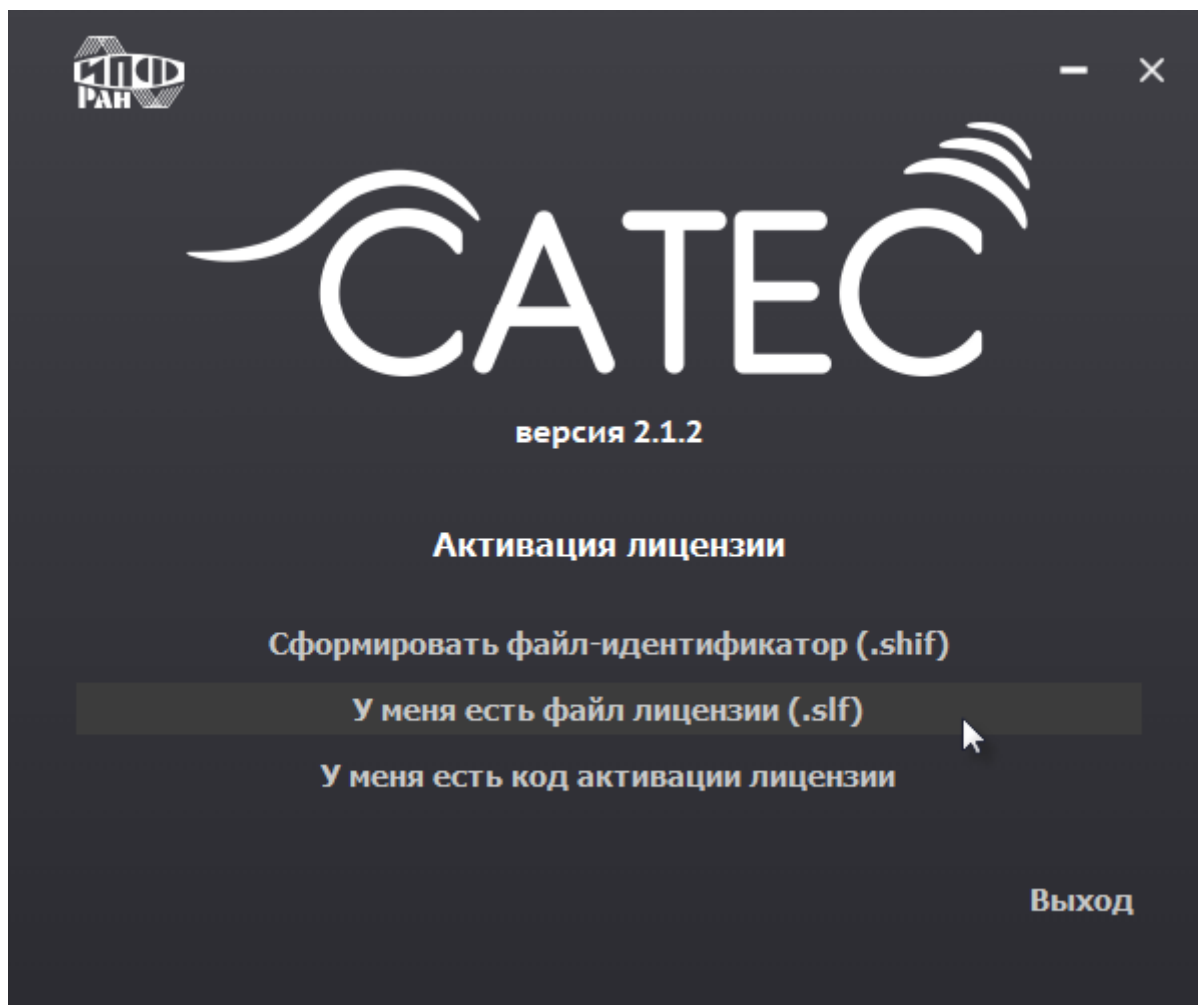 ИПФ
РАН
CATEC
версия 2.1.2
Активация лицензии
Сформировать файл-идентификатор (.shif)
У меня есть файл лицензии (.slf)
У меня есть код активации лицензии
Выход